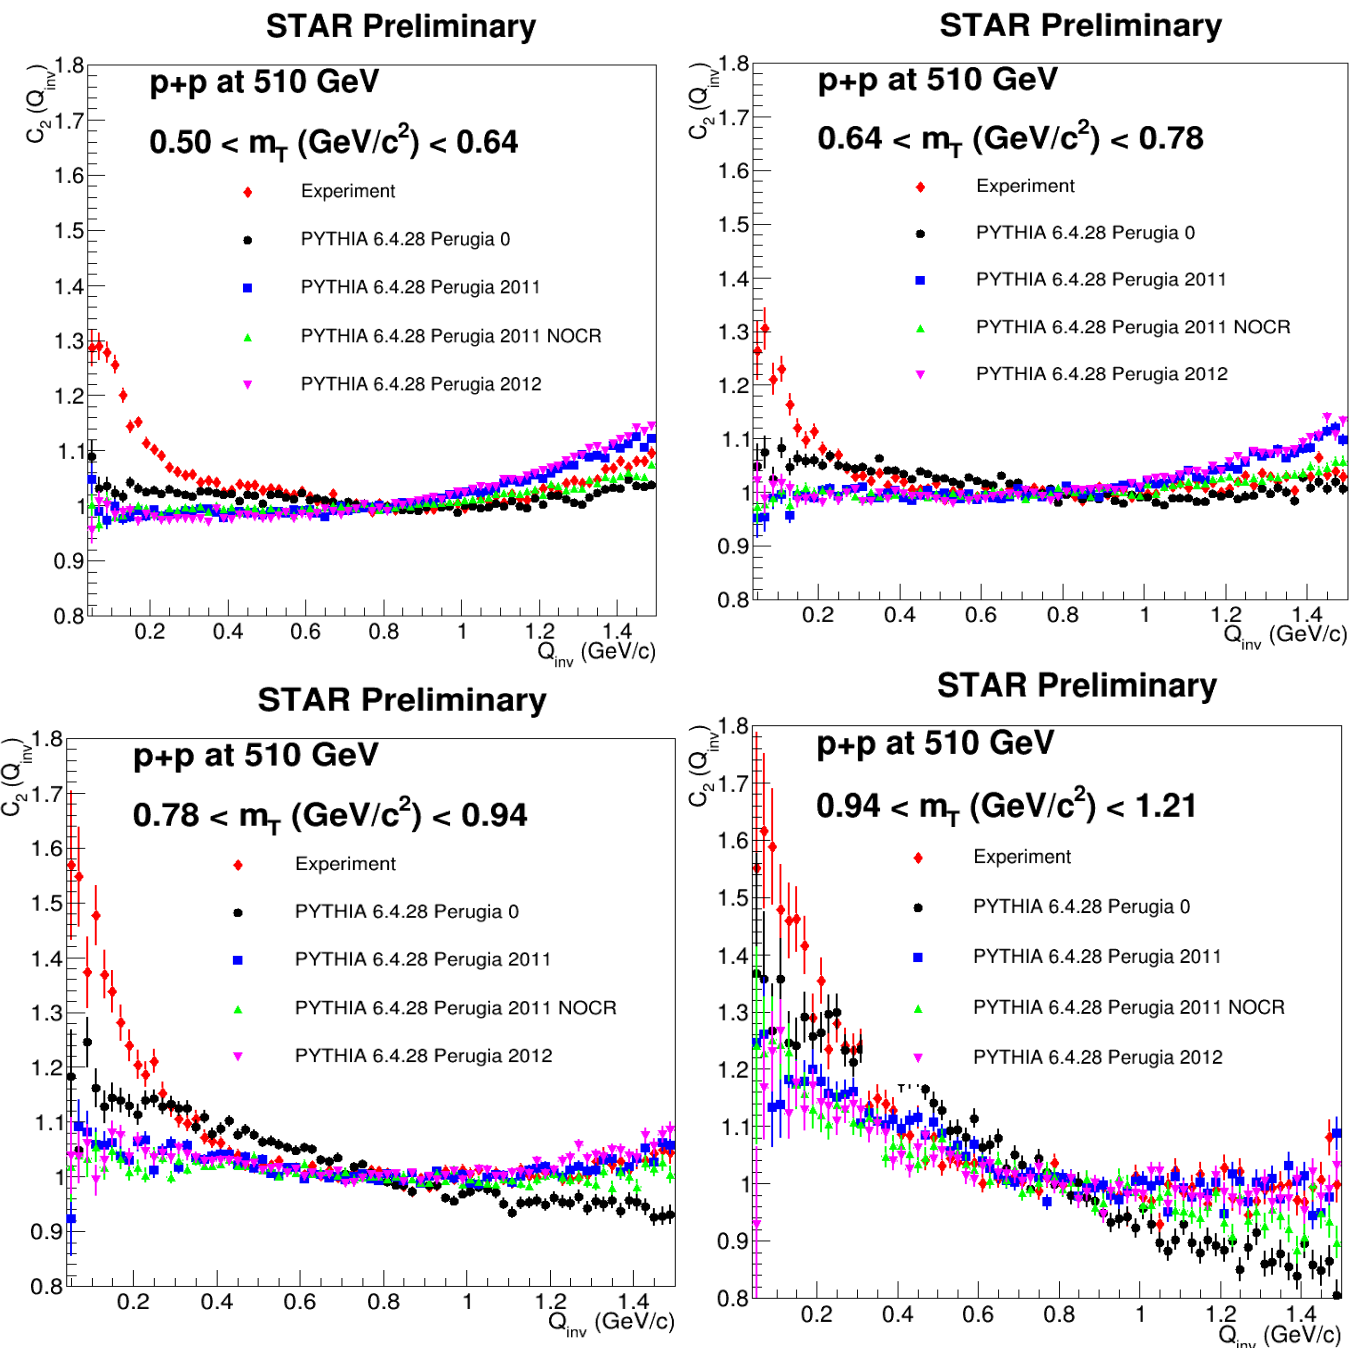 STAR Preliminary
C2 (Qinv)
p+p at 510 GeV
0.50 < mT (GeV/c2) < 0.64
Experiment
PYTHIA 6.4.28 Perugia 0
PYTHIA 6.4.28 Perugia 2011
PYTHIA 6.4.28 Perugia 2011 NOCR
PYTHIA 6.4.28 Perugia 2012
1.8
1.7
1.6
1.5
1.4
1.3
1.2
1.1
1
0.9
0.8
0.2 0.4 0.6 0.8 1 1.2 1.4
Qinv (GeV/c)
STAR Preliminary
C2 (Qinv)
p+p at 510 GeV
0.64 < mT (GeV/c2) < 0.78
Experiment
PYTHIA 6.4.28 Perugia 0
PYTHIA 6.4.28 Perugia 2011
PYTHIA 6.4.28 Perugia 2011 NOCR
PYTHIA 6.4.28 Perugia 2012
1.8
1.7
1.6
1.5
1.4
1.3
1.2
1.1
1
0.9
0.8
0.2 0.4 0.6 0.8 1 1.2 1.4
Qinv (GeV/c)
STAR Preliminary
C2 (Qinv)
p+p at 510 GeV
0.78 < mT (GeV/c2) < 0.94
Experiment
PYTHIA 6.4.28 Perugia 0
PYTHIA 6.4.28 Perugia 2011
PYTHIA 6.4.28 Perugia 2011 NOCR
PYTHIA 6.4.28 Perugia 2012
1.8
1.7
1.6
1.5
1.4
1.3
1.2
1.1
1
0.9
0.8
0.2 0.4 0.6 0.8 1 1.2 1.4
Qinv (GeV/c)
STAR Preliminary
C2 (Qinv)
p+p at 510 GeV
0.94 < mT (GeV/c2) < 1.21
Experiment
PYTHIA 6.4.28 Perugia 0
PYTHIA 6.4.28 Perugia 2011
PYTHIA 6.4.28 Perugia 2011 NOCR
PYTHIA 6.4.28 Perugia 2012
1.8
1.7
1.6
1.5
1.4
1.3
1.2
1.1
1
0.9
0.8
0.2 0.4 0.6 0.8 1 1.2 1.4
Qinv (GeV/c)